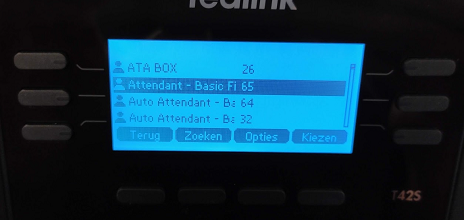 Yealink
ATA BOX 26
Attendant - Basic Fi 65
Auto Attendant - Ba 64
Auto Attendant - Ba 32
Terug Zoeken Opties Kiezen
T42S